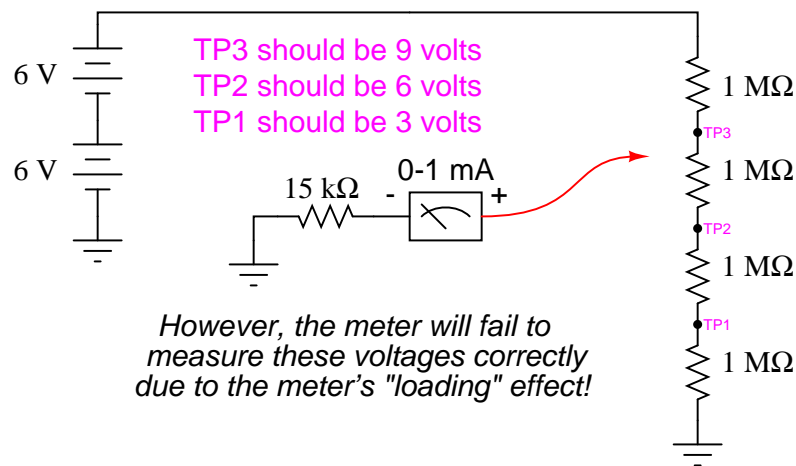 TP3 should be 9 volts
TP2 should be 6 volts
TP1 should be 3 volts
6 V
6 V
1 MΩ
TP3
1 MΩ
TP2
1 MΩ
TP1
1 MΩ
0-1 mA
15 kΩ
- +
However, the meter will fail to
measure these voltages correctly
due to the meter's "loading" effect!